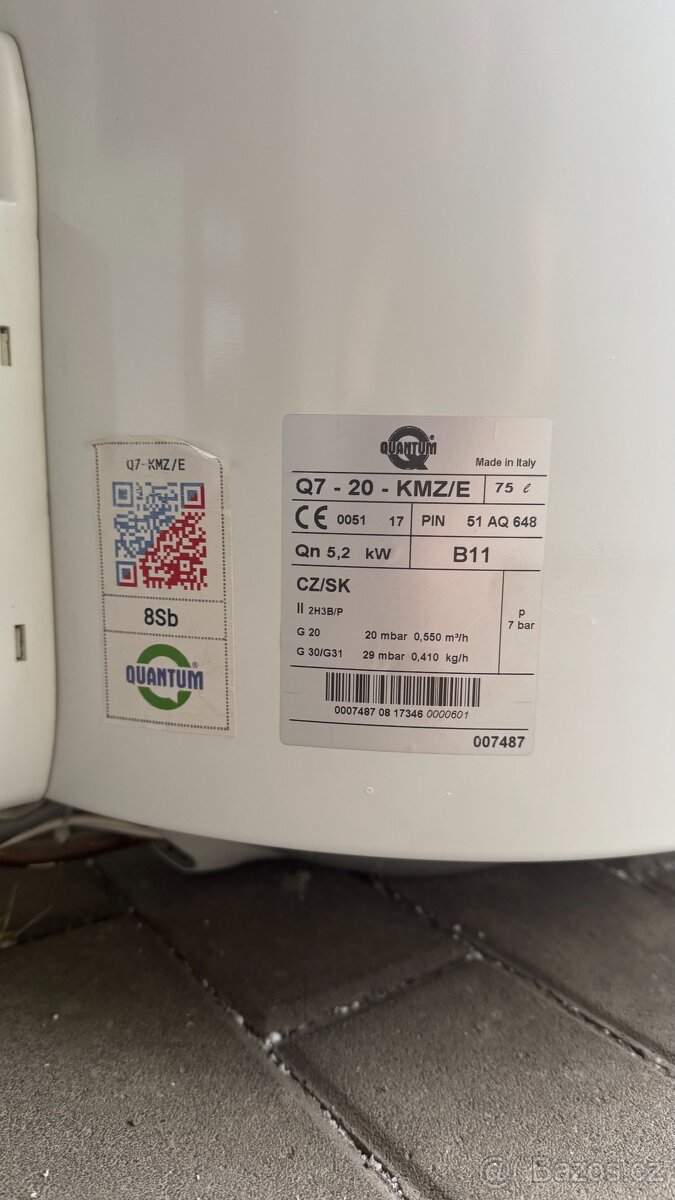 Q7-KMZ/E
8Sb
QUANTUM®
QUANTUM®
Made in Italy
Q7 - 20 - KMZ/E 75 ℓ
CE 0051 17 PIN 51 AQ 648
Qn 5,2 kW B11
CZ/SK
II 2H3B/P
G 20 20 mbar 0,550 m³/h
G 30/G31 29 mbar 0,410 kg/h
p
7 bar
0007487 08 17346 0000601
007487
@ Bazos.cz